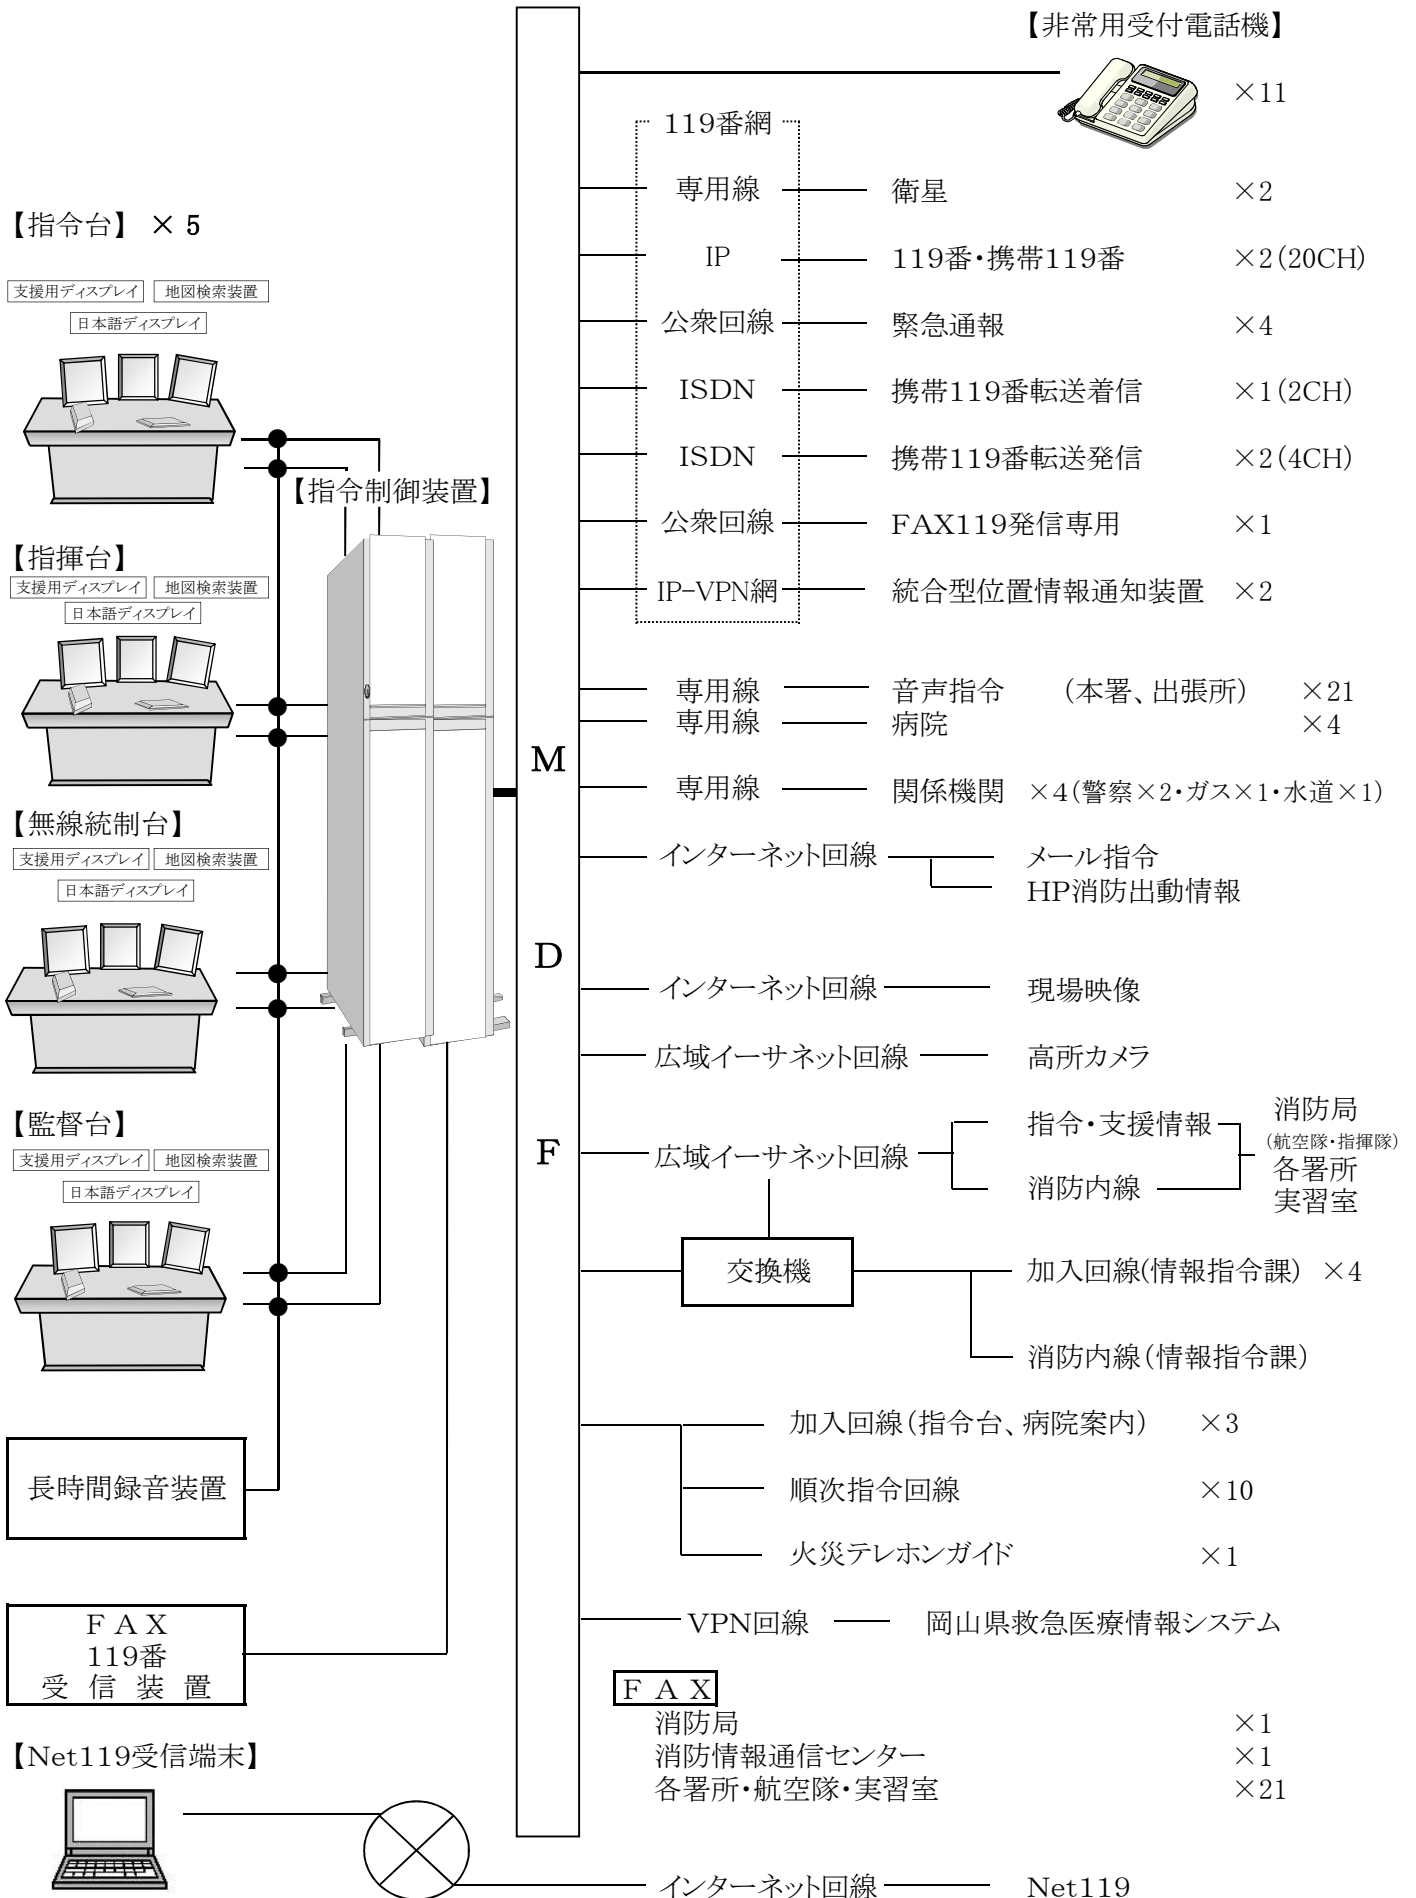 【非常用受付電話機】
×11
119番網
専用線 衛星 ×2
IP 119番・携帯119番 ×2(20CH)
公衆回線 緊急通報 ×4
ISDN 携帯119番転送着信 ×1(2CH)
ISDN 携帯119番転送発信 ×2(4CH)
公衆回線 FAX119発信専用 ×1
IP-VPN網 統合型位置情報通知装置 ×2
【指令台】 × 5
支援用ディスプレイ 地図検索装置
日本語ディスプレイ
【指令制御装置】
【指揮台】
支援用ディスプレイ 地図検索装置
日本語ディスプレイ
【無線統制台】
支援用ディスプレイ 地図検索装置
日本語ディスプレイ
【監督台】
支援用ディスプレイ 地図検索装置
日本語ディスプレイ
長時間録音装置
FAX
119番
受信装置
【Net119受信端末】
M
D
F
専用線 音声指令 (本署、出張所) ×21
専用線 病院 ×4
専用線 関係機関 ×4(警察×2・ガス×1・水道×1)
インターネット回線 メール指令
HP消防出動情報
インターネット回線 現場映像
広域イーサネット回線 高所カメラ
広域イーサネット回線 指令・支援情報
消防内線
消防局
(航空隊・指揮隊)
各署所
実習室
交換機 加入回線(情報指令課) ×4
消防内線(情報指令課)
加入回線(指令台、病院案内) ×3
順次指令回線 ×10
火災テレホンガイド ×1
VPN回線 岡山県救急医療情報システム
FAX
消防局 ×1
消防情報通信センター ×1
各署所・航空隊・実習室 ×21
インターネット回線 Net119